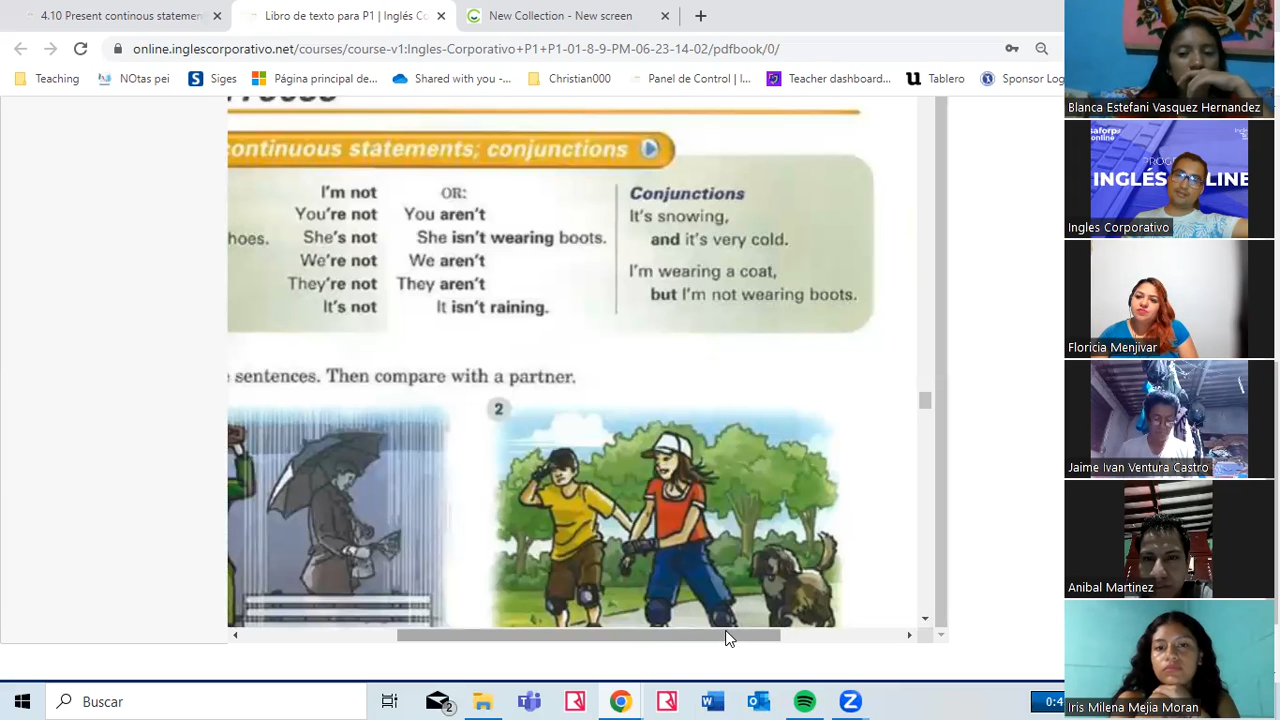 4.10 Present continous statemen
Libro de texto para P1 | Inglés Co
New Collection - New screen
online.inglescorporativo.net/courses/course-v1:Ingles-Corporativo+P1+P1-01-8-9-PM-06-23-14-02/pdfbook/0/
Teaching
NOtas pei
Siges
Página principal de...
Shared with you -...
Christian000
Panel de Control | I...
Teacher dashboard...
Tablero
Sponsor Log
continuous statements; conjunctions
I'm not OR: Conjunctions
You're not You aren't It's snowing,
hoes. She's not She isn't wearing boots. and it's very cold.
We're not We aren't I'm wearing a coat,
They're not They aren't but I'm not wearing boots.
It's not It isn't raining.
sentences. Then compare with a partner.
2
Blanca Estefani Vasquez Hernandez
INGLÉS
LINE
Ingles Corporativo
Floricia Menjivar
Jaime Ivan Ventura Castro
Anibal Martinez
Iris Milena Mejia Moran
Buscar
2
0:4